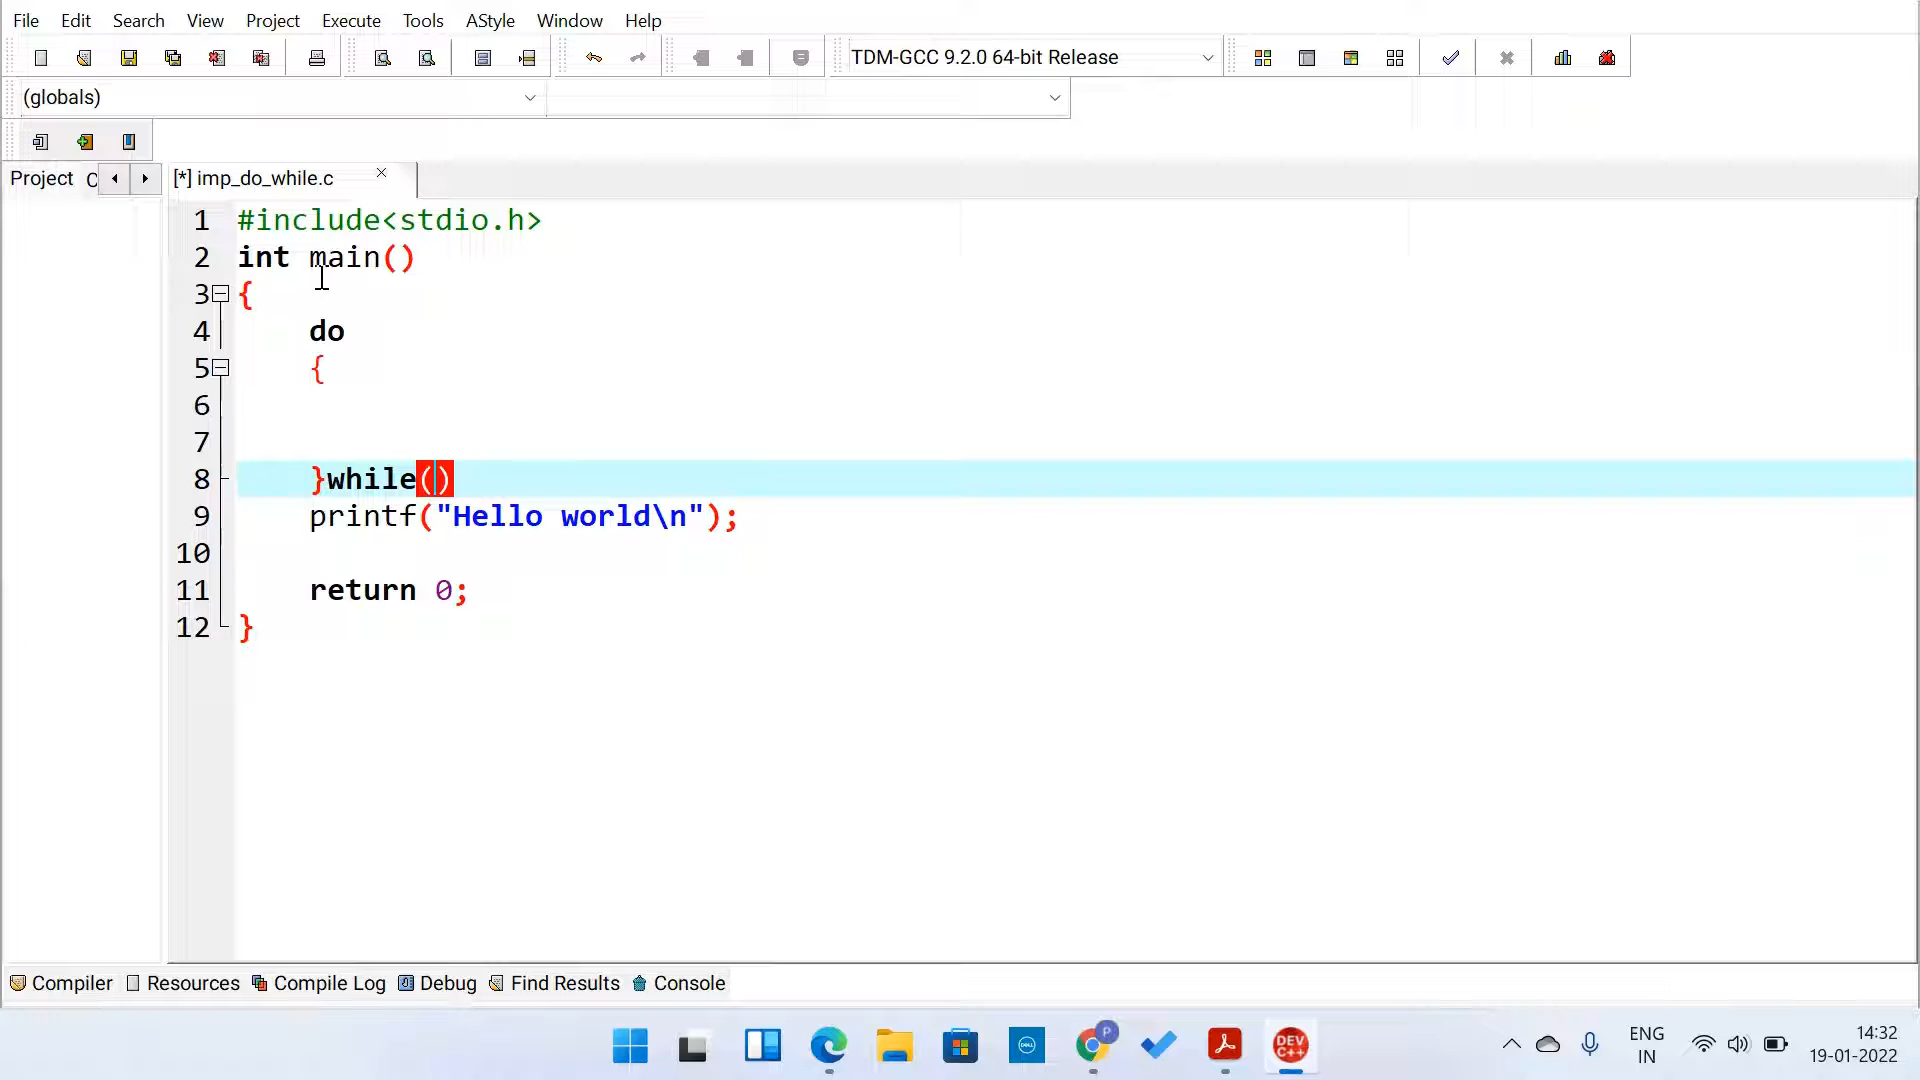 File Edit Search View Project Execute Tools AStyle Window Help
TDM-GCC 9.2.0 64-bit Release
(globals)
Project C [*] imp_do_while.c
1 #include<stdio.h>
2 int main()
3 {
4 do
5 {
6
7
8 }while()
9 printf("Hello world\n");
10
11 return 0;
12 }
Compiler Resources Compile Log Debug Find Results Console
P
DELL
DEV
C++
ENG
IN
14:32
19-01-2022